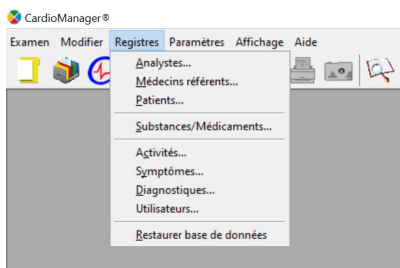 CardioManager®
Examen Modifier Registres Paramètres Affichage Aide
Analystes...
Médecins référents...
Patients...
Substances/Médicaments...
Activités...
Symptômes...
Diagnostiques...
Utilisateurs...
Restaurer base de données